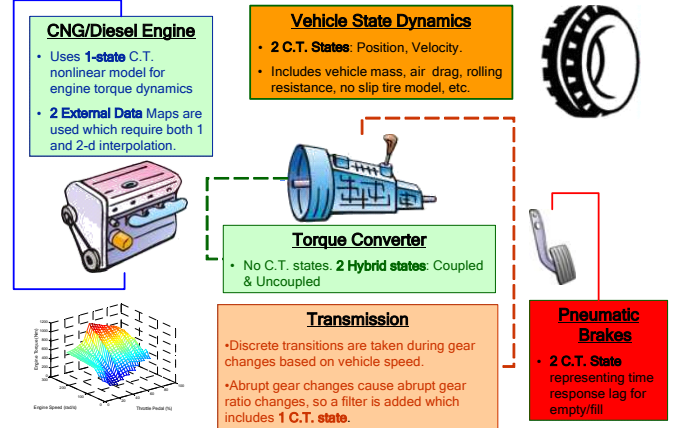 CNG/Diesel Engine
• Uses 1-state C.T.
nonlinear model for
engine torque dynamics
• 2 External Data Maps are
used which require both 1
and 2-d interpolation.
Vehicle State Dynamics
• 2 C.T. States: Position, Velocity.
• Includes vehicle mass, air drag, rolling
resistance, no slip tire model, etc.
Torque Converter
• No C.T. states. 2 Hybrid states: Coupled
& Uncoupled
Transmission
•Discrete transitions are taken during gear
changes based on vehicle speed.
•Abrupt gear changes cause abrupt gear
ratio changes, so a filter is added which
includes 1 C.T. state.
Pneumatic
Brakes
• 2 C.T. State
representing time
response lag for
empty/fill
Engine Torque (Nm)
Engine Speed (rad/s)
Throttle Pedal (%)